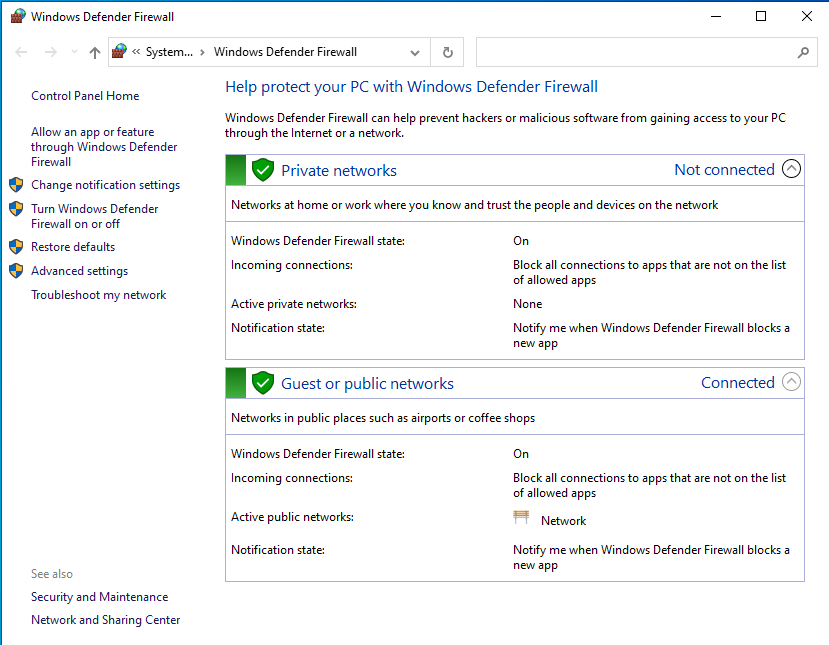 Windows Defender Firewall
« System... › Windows Defender Firewall
Control Panel Home
Allow an app or feature
through Windows Defender
Firewall
Change notification settings
Turn Windows Defender
Firewall on or off
Restore defaults
Advanced settings
Troubleshoot my network
See also
Security and Maintenance
Network and Sharing Center
Help protect your PC with Windows Defender Firewall
Windows Defender Firewall can help prevent hackers or malicious software from gaining access to your PC
through the Internet or a network.
Private networks Not connected
Networks at home or work where you know and trust the people and devices on the network
Windows Defender Firewall state: On
Incoming connections: Block all connections to apps that are not on the list
of allowed apps
Active private networks: None
Notification state: Notify me when Windows Defender Firewall blocks a
new app
Guest or public networks Connected
Networks in public places such as airports or coffee shops
Windows Defender Firewall state: On
Incoming connections: Block all connections to apps that are not on the list
of allowed apps
Active public networks: Network
Notification state: Notify me when Windows Defender Firewall blocks a
new app